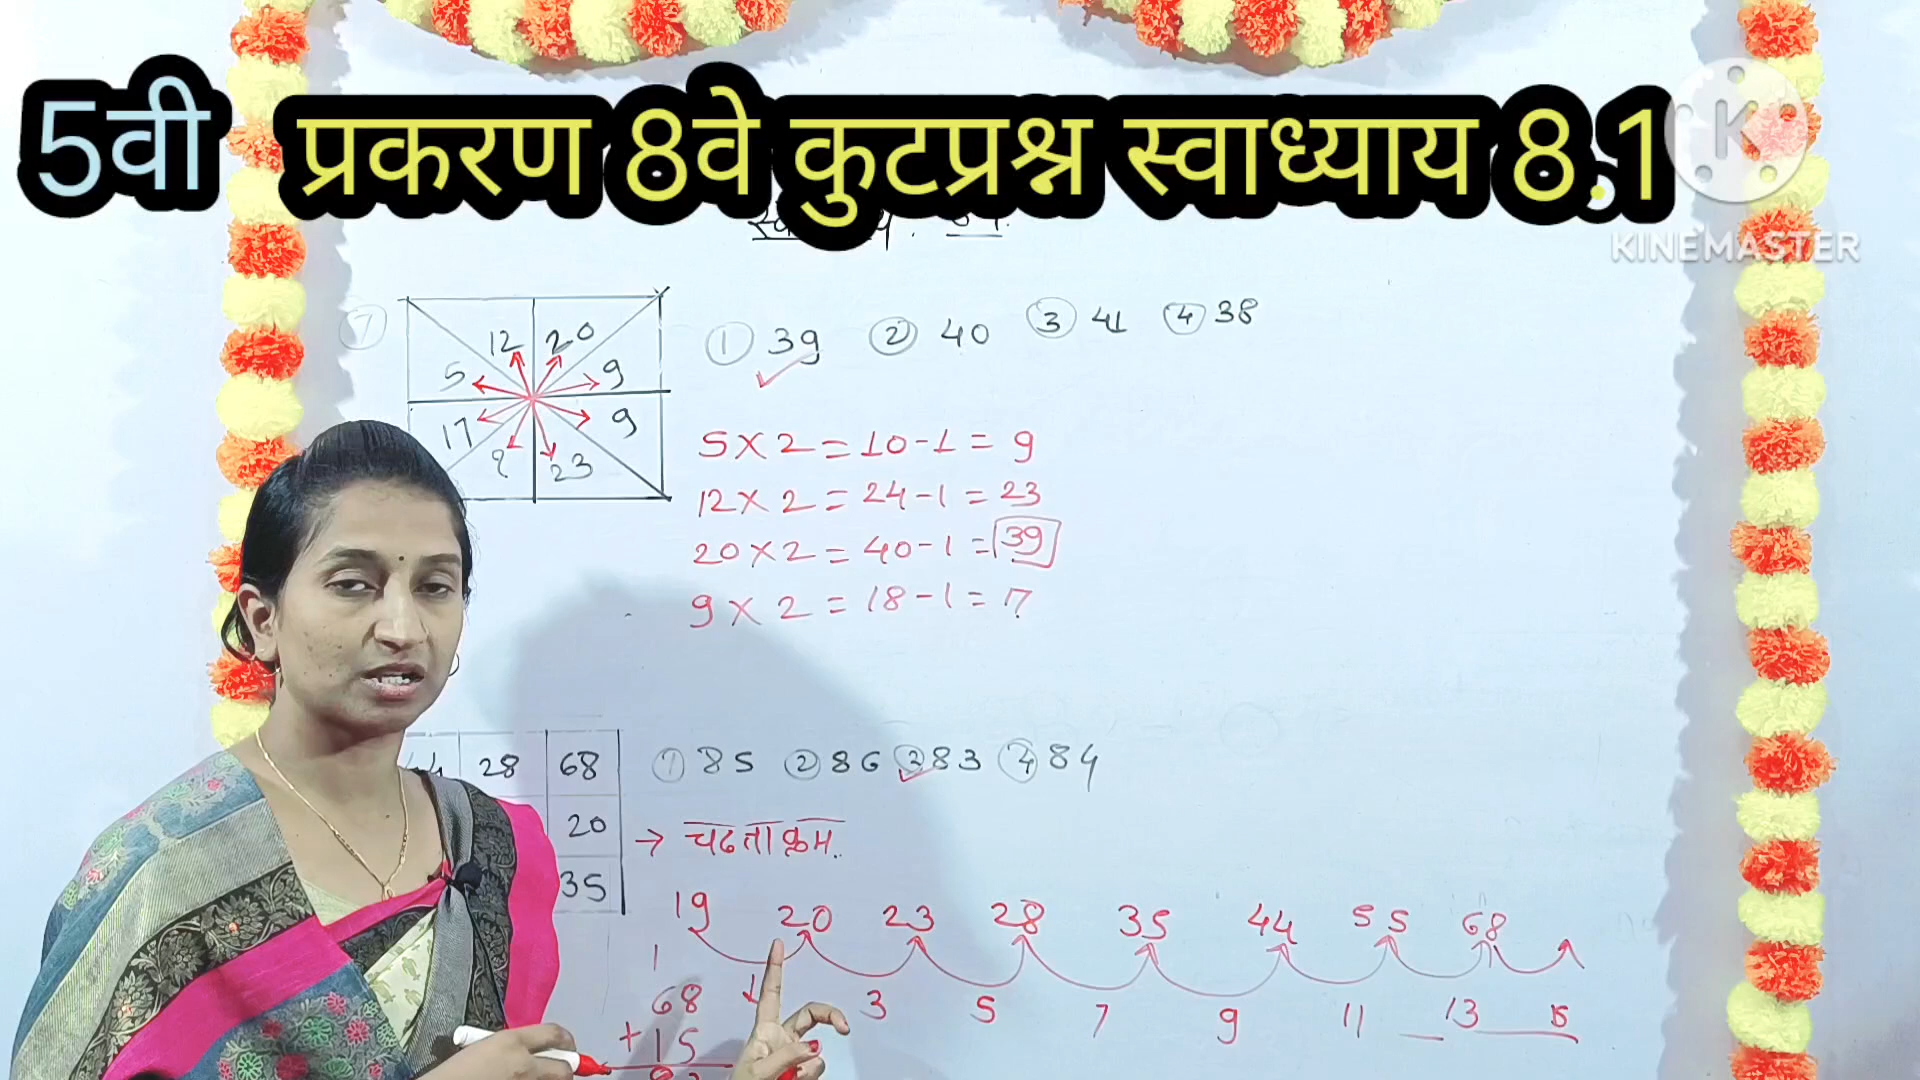 5वी प्रकरण 8वे कुटप्रश्न स्वाध्याय 8.1
KINEMASTER
7
12 20
5 9
17 9
? 23
1 39 2 40 3 41 4 38
5 x 2 = 10 - 1 = 9
12 x 2 = 24 - 1 = 23
20 x 2 = 40 - 1 = 39
9 x 2 = 18 - 1 = 17
44 28 68
20
35
1 85 2 86 3 83 4 84
→ चढता क्रम.
19 20 23 28 35 44 55 68
1 3 5 7 9 11 13 15
1
68
+ 15